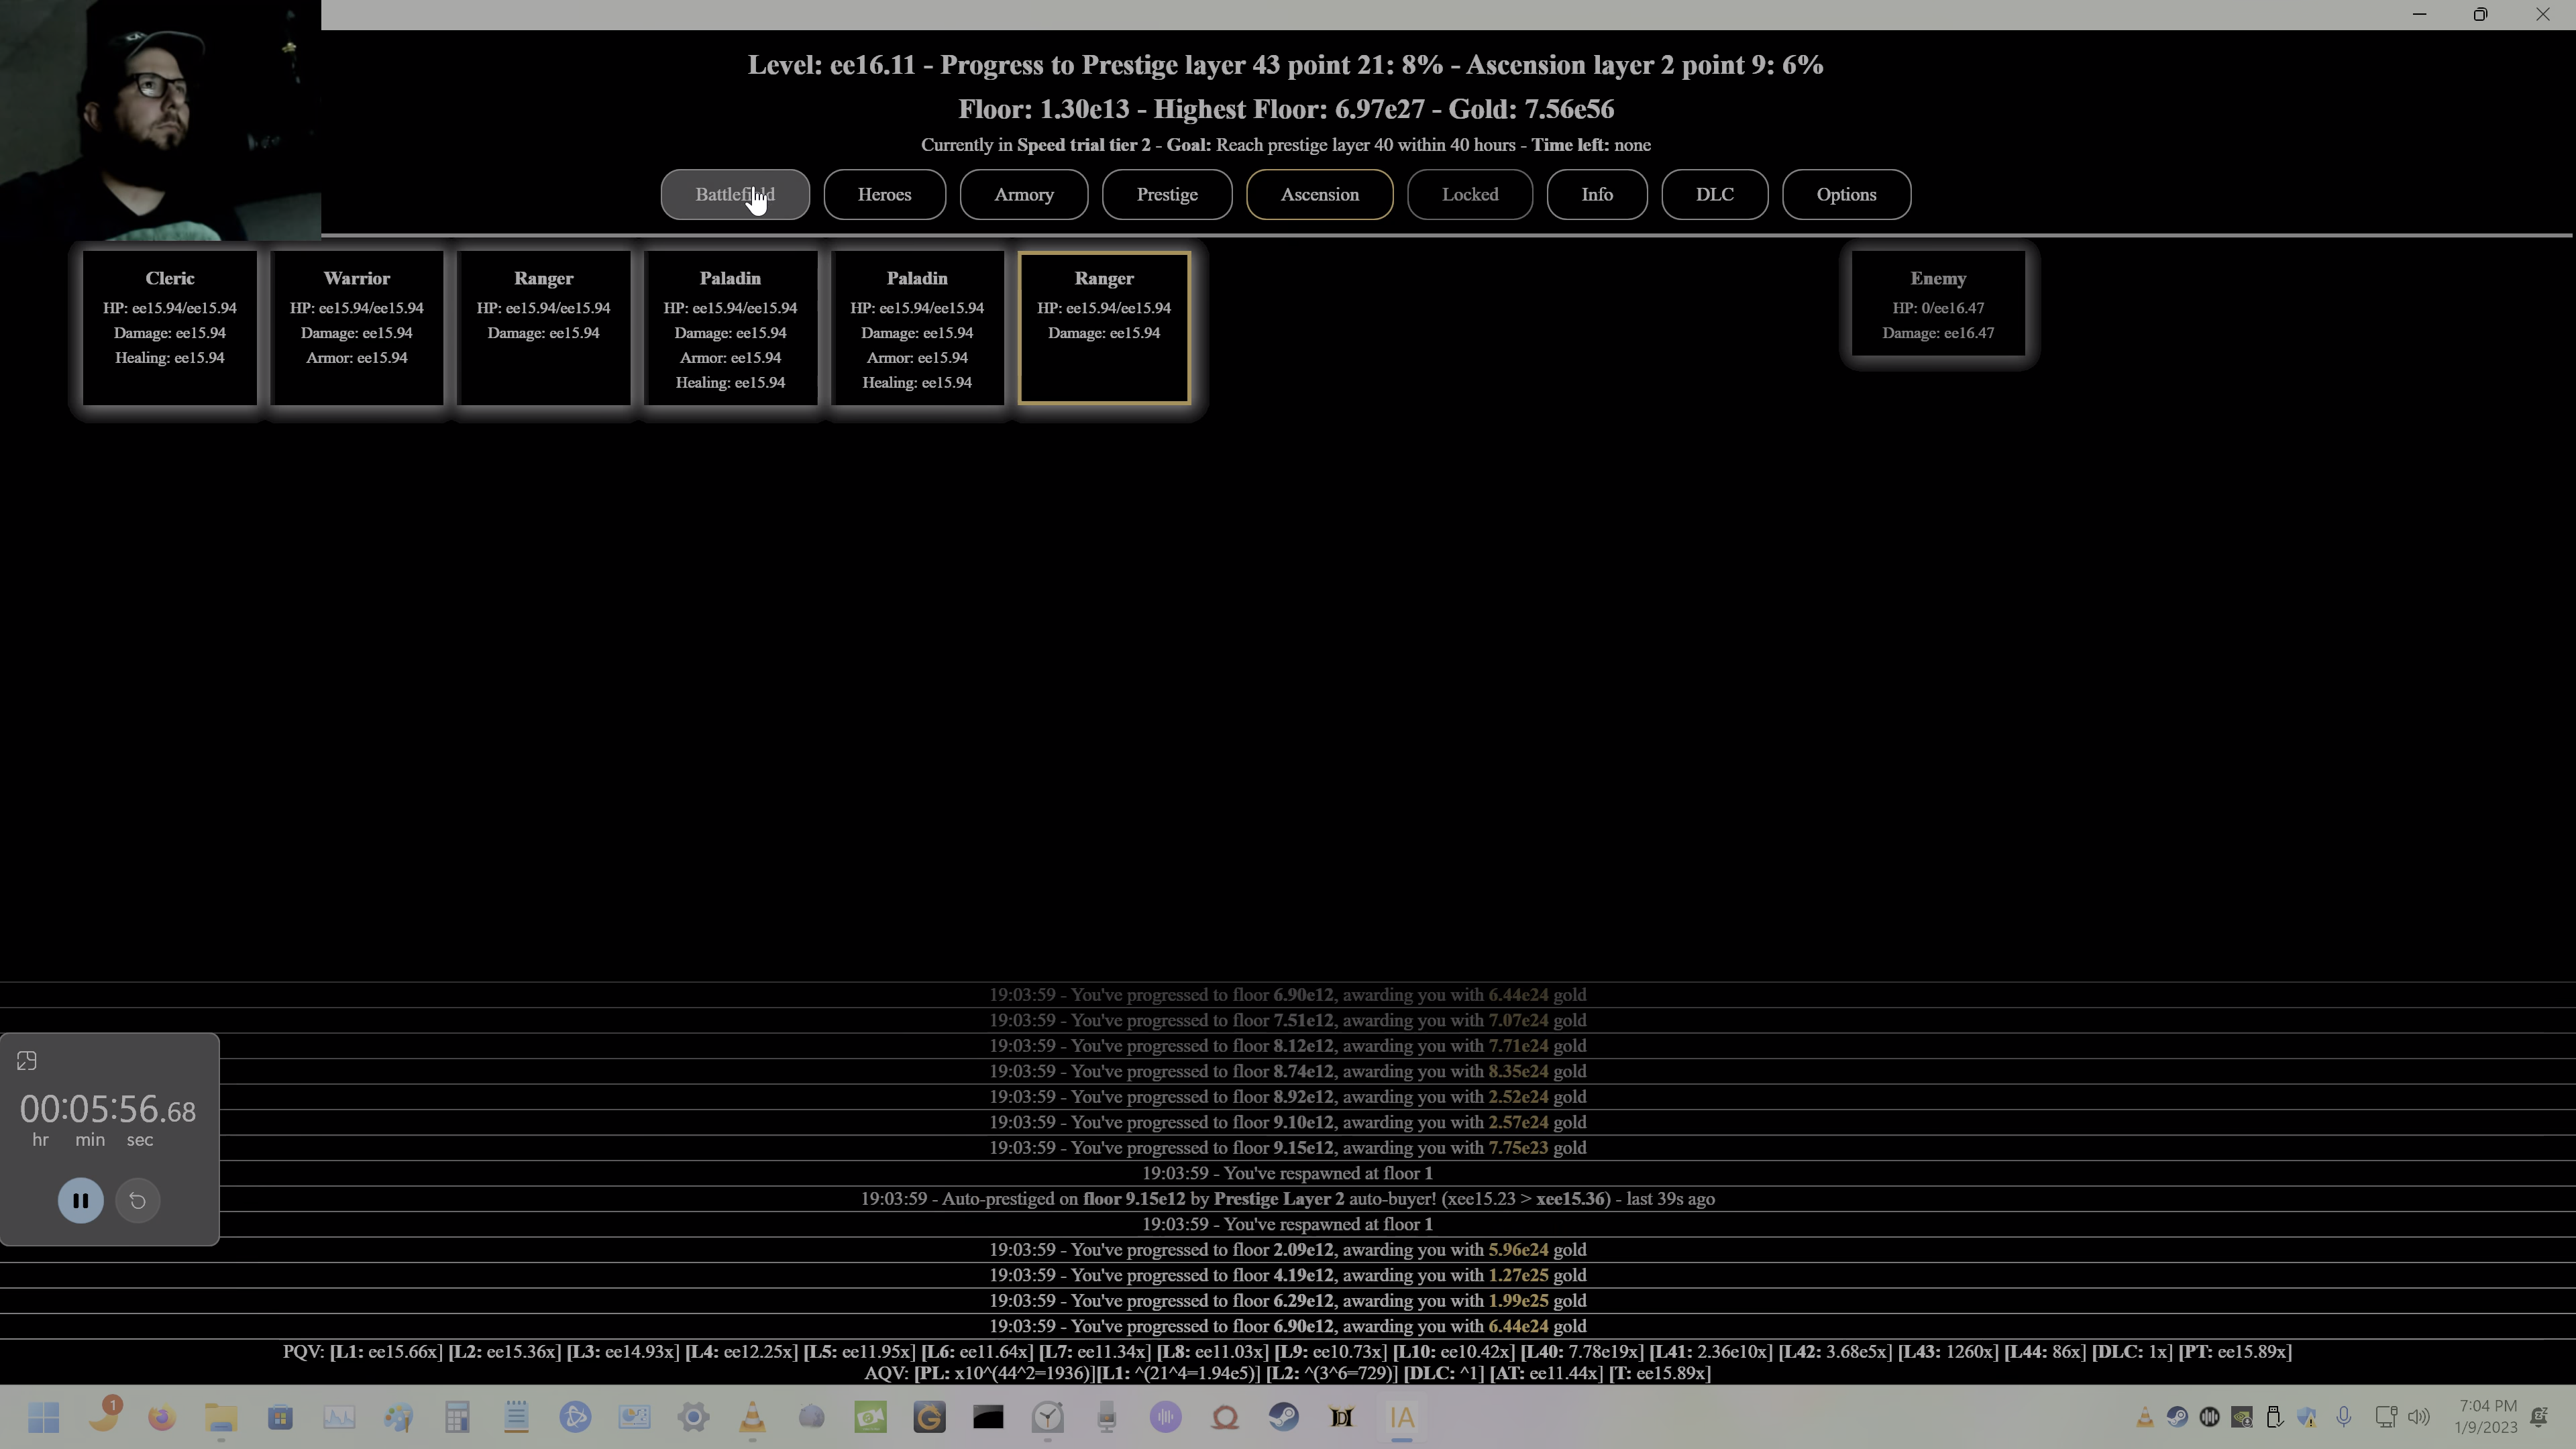 Level: ee16.11 - Progress to Prestige layer 43 point 21: 8% - Ascension layer 2 point 9: 6%
Floor: 1.30e13 - Highest Floor: 6.97e27 - Gold: 7.56e56
Currently in Speed trial tier 2 - Goal: Reach prestige layer 40 within 40 hours - Time left: none
Battlefield Heroes Armory Prestige Ascension Locked Info DLC Options
Cleric
HP: ee15.94/ee15.94
Damage: ee15.94
Healing: ee15.94
Warrior
HP: ee15.94/ee15.94
Damage: ee15.94
Armor: ee15.94
Ranger
HP: ee15.94/ee15.94
Damage: ee15.94
Paladin
HP: ee15.94/ee15.94
Damage: ee15.94
Armor: ee15.94
Healing: ee15.94
Paladin
HP: ee15.94/ee15.94
Damage: ee15.94
Armor: ee15.94
Healing: ee15.94
Ranger
HP: ee15.94/ee15.94
Damage: ee15.94
Enemy
HP: 0/ee16.47
Damage: ee16.47
19:03:59 - You've progressed to floor 6.90e12, awarding you with 6.44e24 gold
19:03:59 - You've progressed to floor 7.51e12, awarding you with 7.07e24 gold
19:03:59 - You've progressed to floor 8.12e12, awarding you with 7.71e24 gold
19:03:59 - You've progressed to floor 8.74e12, awarding you with 8.35e24 gold
19:03:59 - You've progressed to floor 8.92e12, awarding you with 2.52e24 gold
19:03:59 - You've progressed to floor 9.10e12, awarding you with 2.57e24 gold
19:03:59 - You've progressed to floor 9.15e12, awarding you with 7.75e23 gold
19:03:59 - You've respawned at floor 1
19:03:59 - Auto-prestiged on floor 9.15e12 by Prestige Layer 2 auto-buyer! (xee15.23 > xee15.36) - last 39s ago
19:03:59 - You've respawned at floor 1
19:03:59 - You've progressed to floor 2.09e12, awarding you with 5.96e24 gold
19:03:59 - You've progressed to floor 4.19e12, awarding you with 1.27e25 gold
19:03:59 - You've progressed to floor 6.29e12, awarding you with 1.99e25 gold
19:03:59 - You've progressed to floor 6.90e12, awarding you with 6.44e24 gold
00:05:56.68
hr min sec
PQV: [L1: ee15.66x] [L2: ee15.36x] [L3: ee14.93x] [L4: ee12.25x] [L5: ee11.95x] [L6: ee11.64x] [L7: ee11.34x] [L8: ee11.03x] [L9: ee10.73x] [L10: ee10.42x] [L40: 7.78e19x] [L41: 2.36e10x] [L42: 3.68e5x] [L43: 1260x] [L44: 86x] [DLC: 1x] [PT: ee15.89x]
AQV: [PL: x10^(44^2=1936)][L1: ^(21^4=1.94e5)] [L2: ^(3^6=729)] [DLC: ^1] [AT: ee11.44x] [T: ee15.89x]
1
IA
7:04 PM
1/9/2023